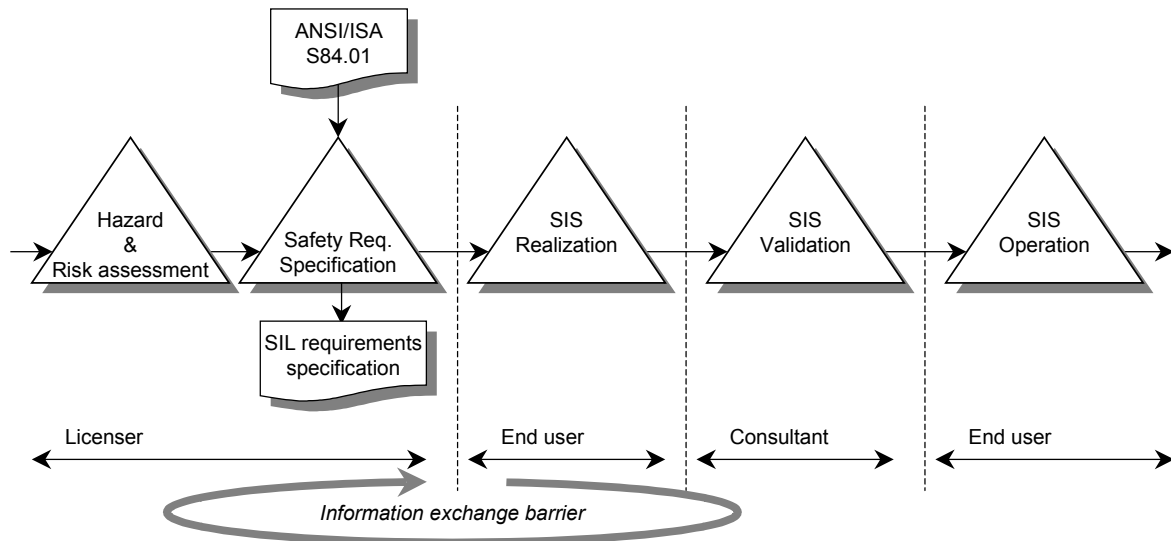 ANSI/ISA
S84.01
Hazard
&
Risk assessment
Safety Req.
Specification
SIS
Realization
SIS
Validation
SIS
Operation
SIL requirements
specification
Licenser
End user
Consultant
End user
Information exchange barrier